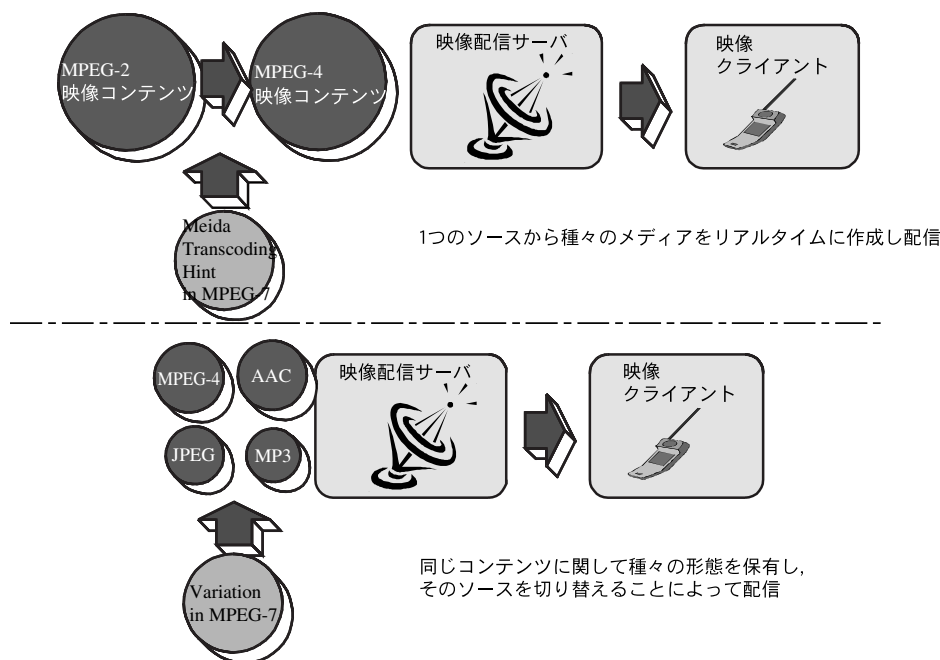 MPEG-2
映像コンテンツ
MPEG-4
映像コンテンツ
映像配信サーバ
映像
クライアント
Meida
Transcoding
Hint
in MPEG-7
1つのソースから種々のメディアをリアルタイムに作成し配信
MPEG-4
AAC
JPEG
MP3
映像配信サーバ
映像
クライアント
Variation
in MPEG-7
同じコンテンツに関して種々の形態を保有し,
そのソースを切り替えることによって配信